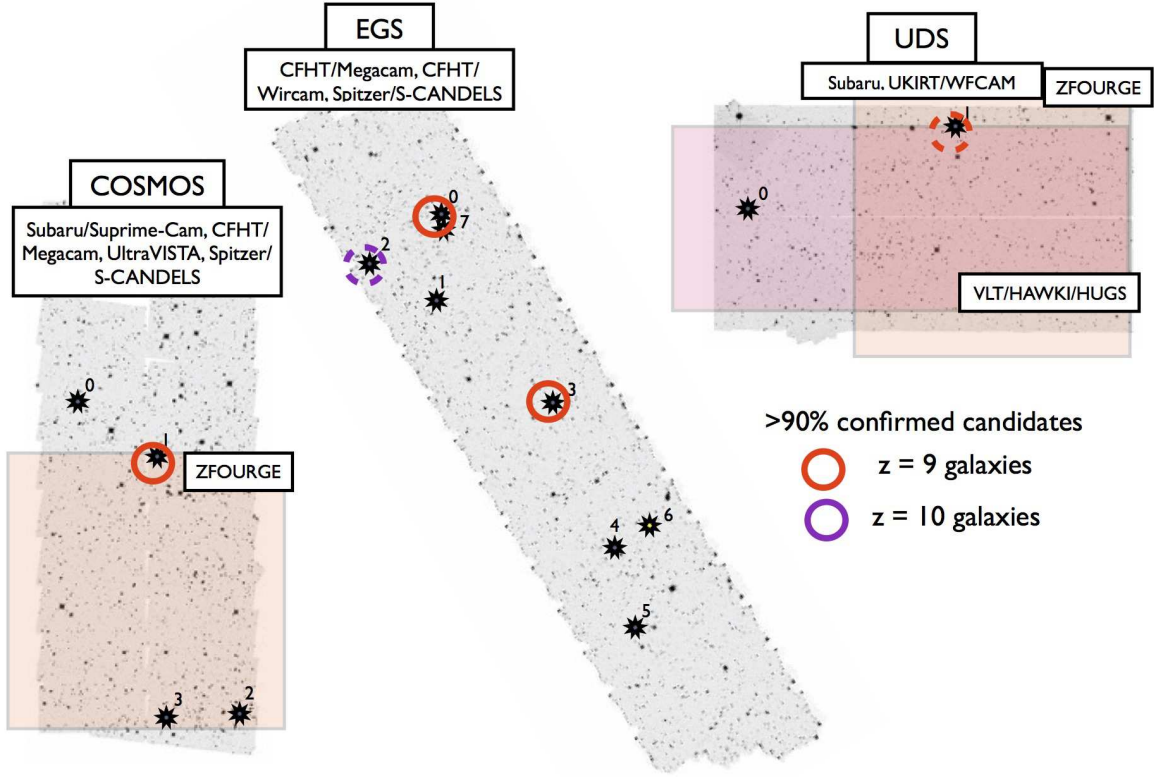 EGS
CFHT/Megacam, CFHT/
Wircam, Spitzer/S-CANDELS
UDS
Subaru, UKIRT/WFCAM
ZFOURGE
1
0
VLT/HAWKI/HUGS
COSMOS
Subaru/Suprime-Cam, CFHT/
Megacam, UltraVISTA, Spitzer/
S-CANDELS
0
1
ZFOURGE
3
2
0
7
2
1
3
4
6
5
>90% confirmed candidates
z = 9 galaxies
z = 10 galaxies